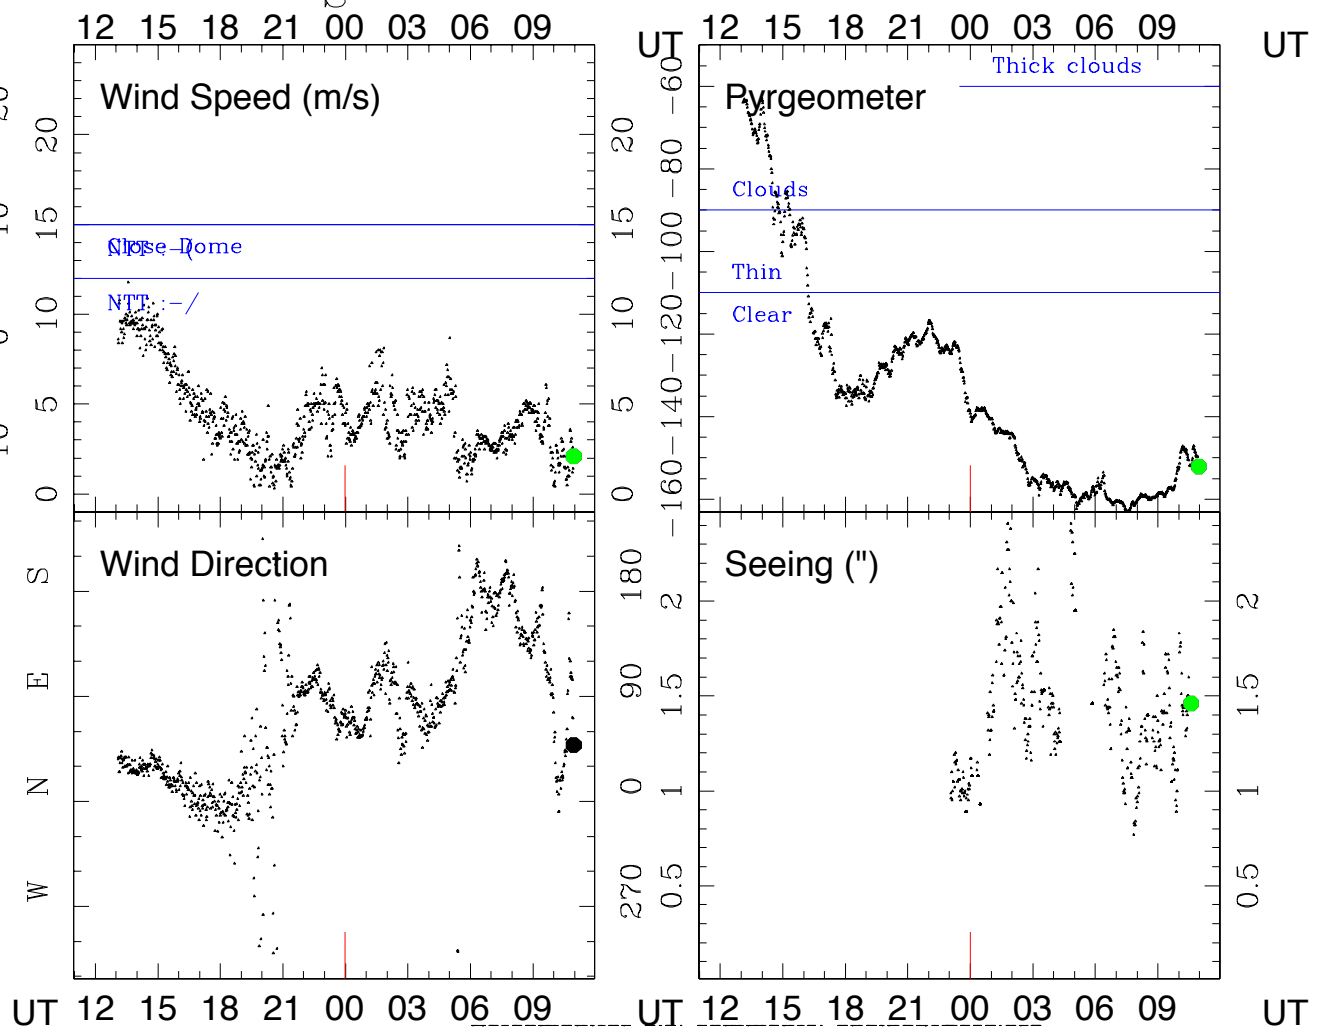 12 15 18 21 00 03 06 09 UT 12 15 18 21 00 03 06 09 UT
Wind Speed (m/s)
20
15
10
5
0
20
15
10
5
0
Close Dome
NTT :-(
NTT :-/
Pyrgeometer
-60
-80
-100
-120
-140
-160
Thick clouds
Clouds
Thin
Clear
Wind Direction
S
E
N
W
180
90
0
270
Seeing (")
2
1.5
1
0.5
2
1.5
1
0.5
UT 12 15 18 21 00 03 06 09 UT 12 15 18 21 00 03 06 09 UT